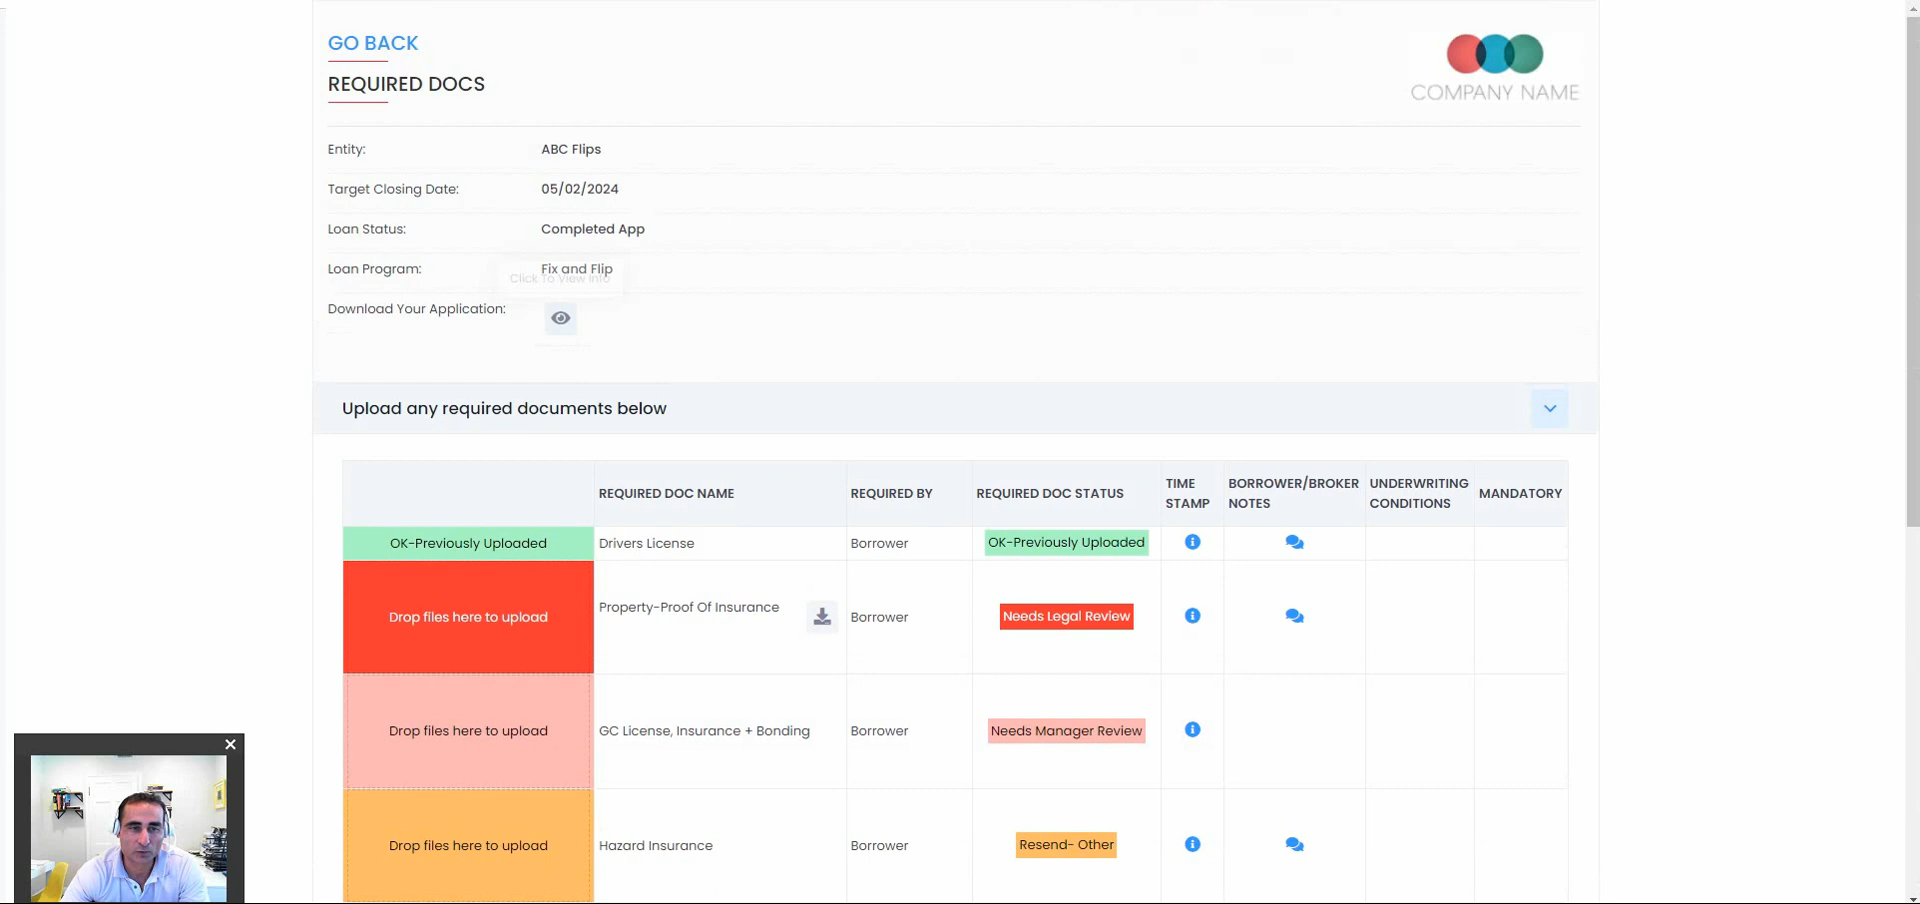 GO BACK
REQUIRED DOCS
COMPANY NAME
Entity: ABC Flips
Target Closing Date: 05/02/2024
Loan Status: Completed App
Loan Program: Fix and Flip
Click To View Info
Download Your Application:
Upload any required documents below
REQUIRED DOC NAME REQUIRED BY REQUIRED DOC STATUS TIME STAMP BORROWER/BROKER NOTES UNDERWRITING CONDITIONS MANDATORY
OK-Previously Uploaded Drivers License Borrower OK-Previously Uploaded
Drop files here to upload Property-Proof Of Insurance Borrower Needs Legal Review
Drop files here to upload GC License, Insurance + Bonding Borrower Needs Manager Review
Drop files here to upload Hazard Insurance Borrower Resend- Other